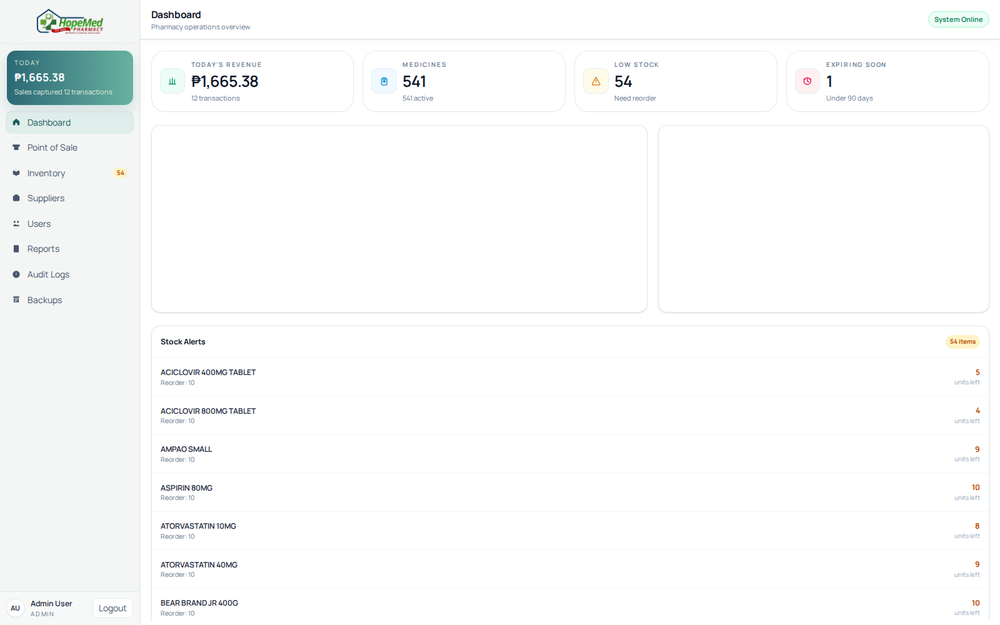 HopeMed
PHARMACY
TODAY
₱1,665.38
Sales captured 12 transactions
Dashboard
Point of Sale
Inventory
54
Suppliers
Users
Reports
Audit Logs
Backups
AU
Admin User
ADMIN
Logout
Dashboard
Pharmacy operations overview
System Online
TODAY'S REVENUE
₱1,665.38
12 transactions
MEDICINES
541
541 active
LOW STOCK
54
Need reorder
EXPIRING SOON
1
Under 90 days
Stock Alerts
54 items
ACICLOVIR 400MG TABLET
Reorder: 10
5
units left
ACICLOVIR 800MG TABLET
Reorder: 10
4
units left
AMPAO SMALL
Reorder: 10
9
units left
ASPIRIN 80MG
Reorder: 10
10
units left
ATORVASTATIN 10MG
Reorder: 10
8
units left
ATORVASTATIN 40MG
Reorder: 10
9
units left
BEAR BRAND JR 400G
Reorder: 10
10
units left